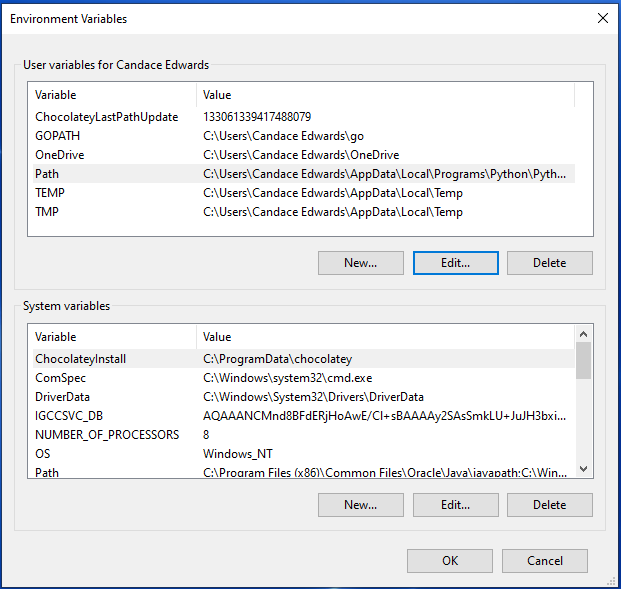 Environment Variables
User variables for Candace Edwards
Variable Value
ChocolateyLastPathUpdate 133061339417488079
GOPATH C:\Users\Candace Edwards\go
OneDrive C:\Users\Candace Edwards\OneDrive
Path C:\Users\Candace Edwards\AppData\Local\Programs\Python\Pyth...
TEMP C:\Users\Candace Edwards\AppData\Local\Temp
TMP C:\Users\Candace Edwards\AppData\Local\Temp
New... Edit... Delete
System variables
Variable Value
ChocolateyInstall C:\ProgramData\chocolatey
ComSpec C:\Windows\system32\cmd.exe
DriverData C:\Windows\System32\Drivers\DriverData
IGCCSVC_DB AQAAANCMnd8BFdERjHoAwE/Cl+sBAAAAy2SAsSmkLU+JuJH3bxi...
NUMBER_OF_PROCESSORS 8
OS Windows_NT
Path C:\Program Files (x86)\Common Files\Oracle\Java\javapath;C:\Win...
New... Edit... Delete
OK Cancel